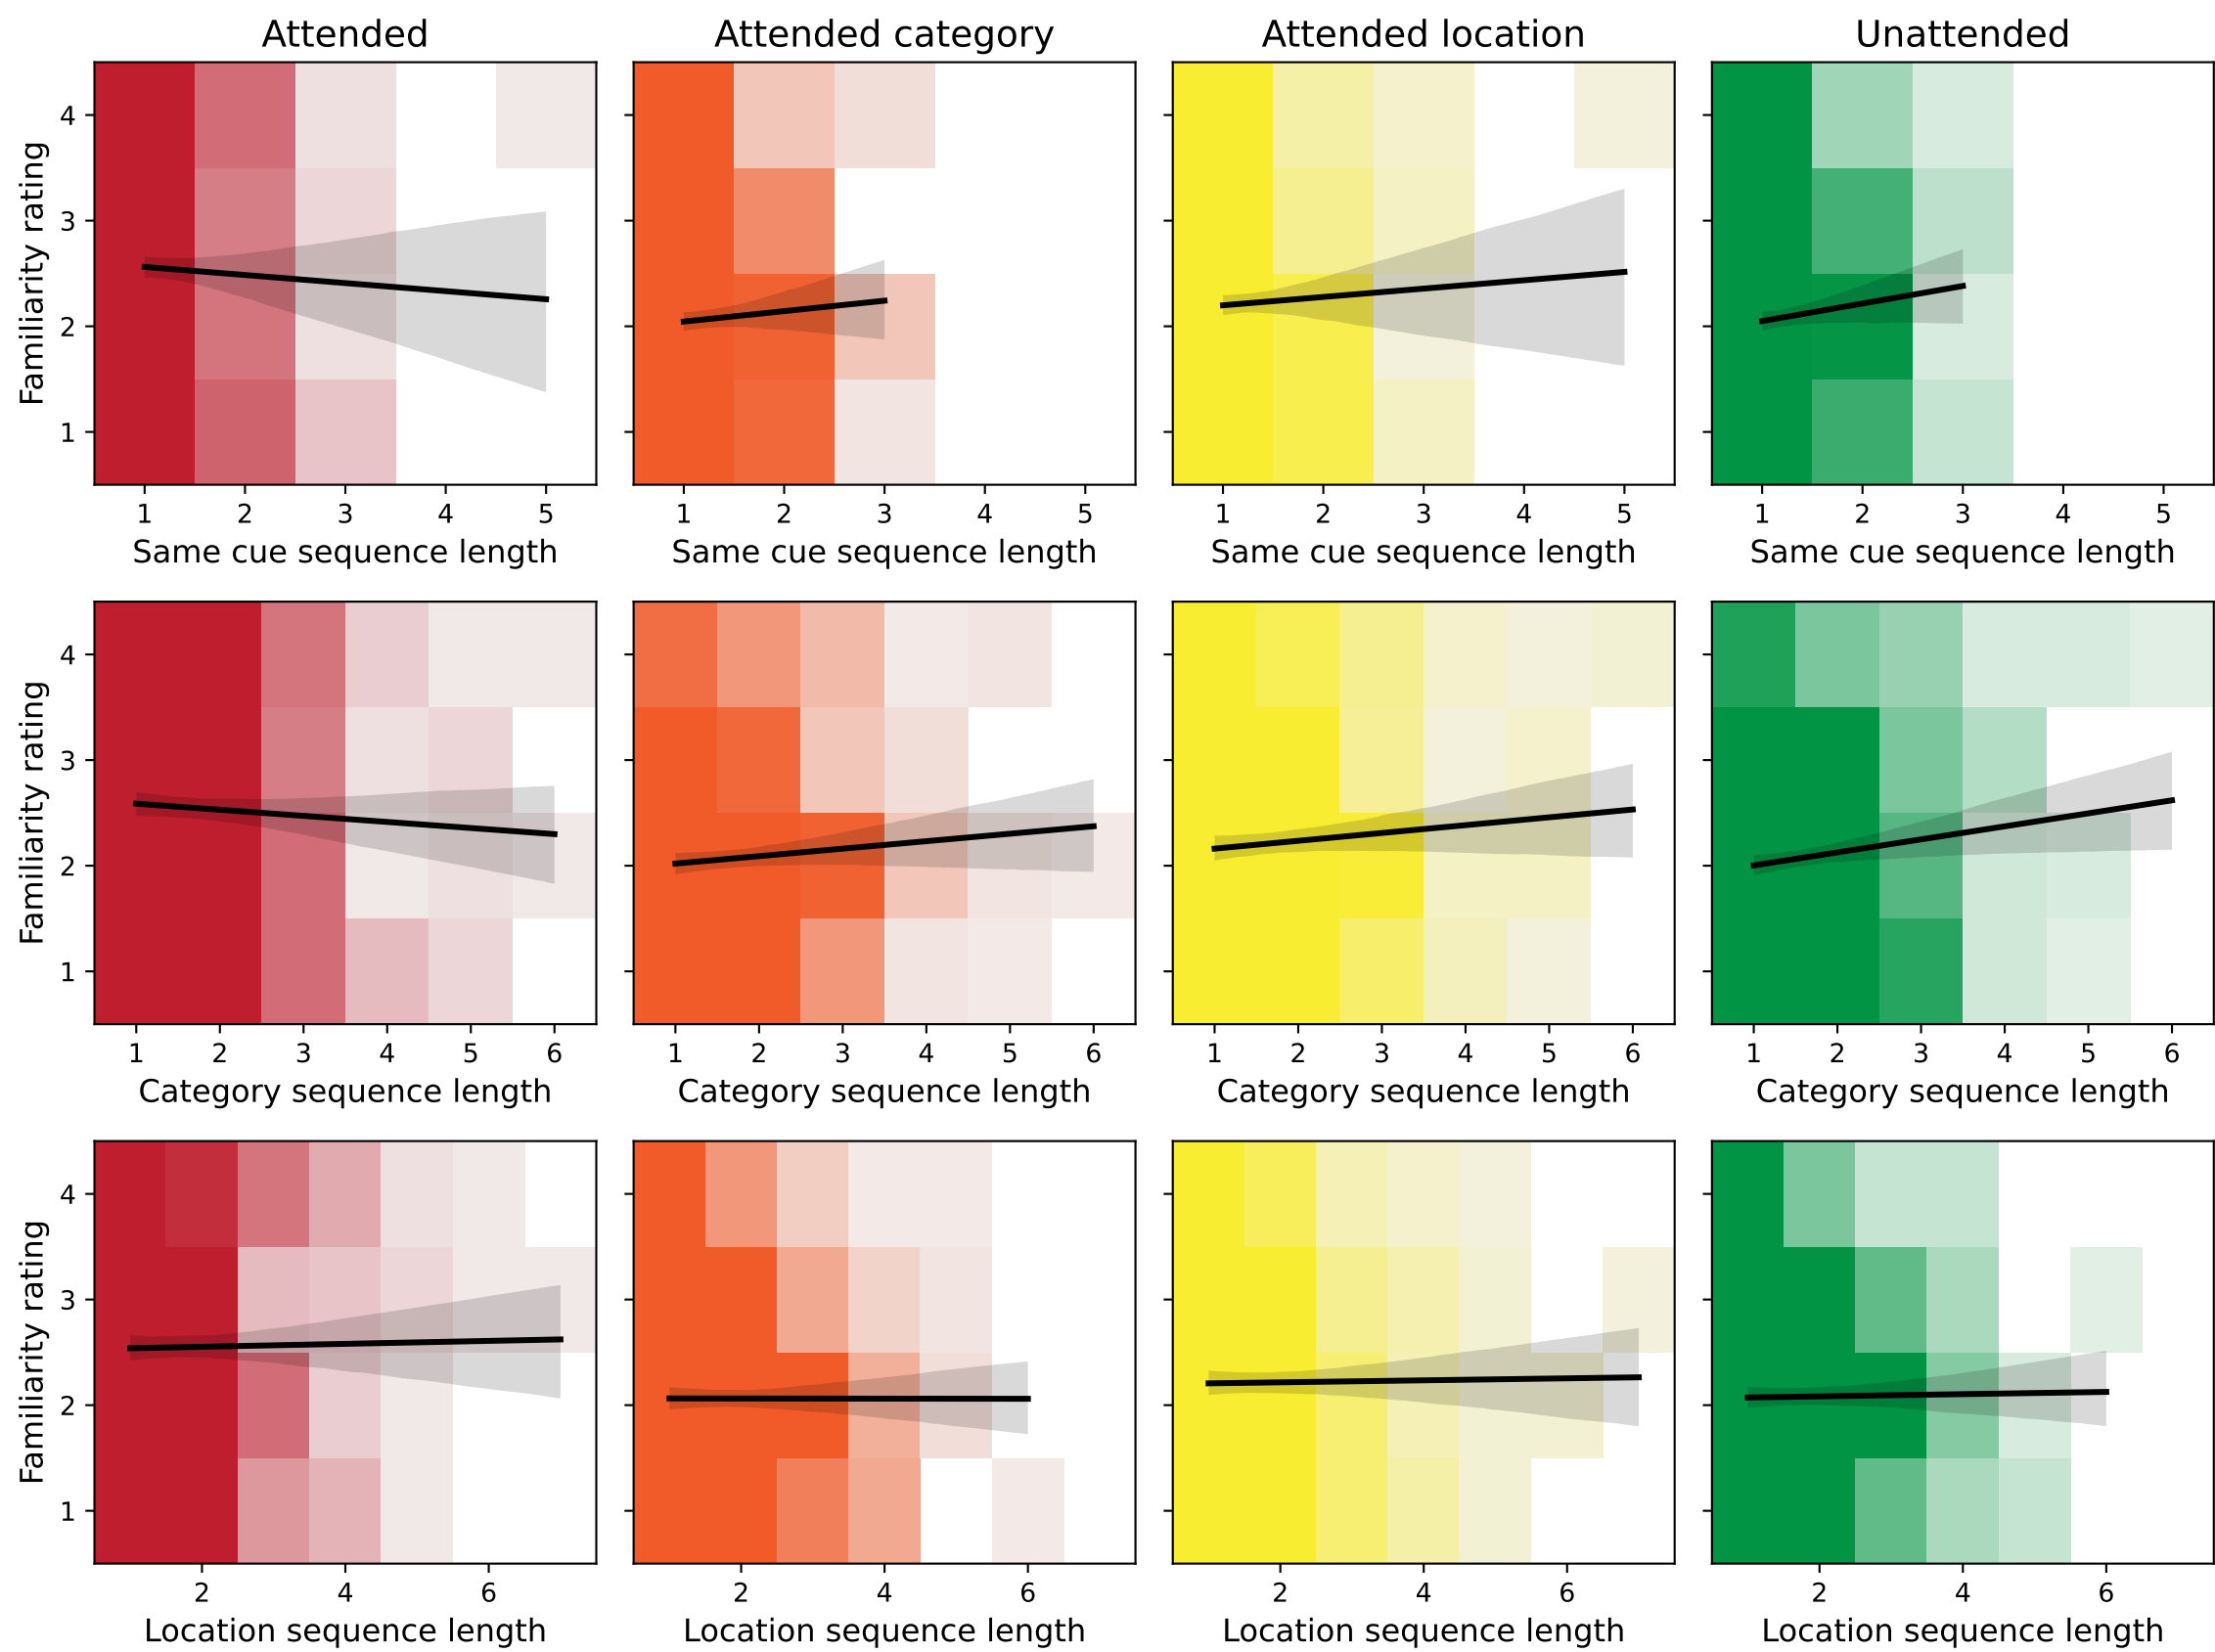 Attended Attended category Attended location Unattended
Familiarity rating
4
3
2
1
1 2 3 4 5 1 2 3 4 5 1 2 3 4 5 1 2 3 4 5
Same cue sequence length Same cue sequence length Same cue sequence length Same cue sequence length
Familiarity rating
4
3
2
1
1 2 3 4 5 6 1 2 3 4 5 6 1 2 3 4 5 6 1 2 3 4 5 6
Category sequence length Category sequence length Category sequence length Category sequence length
Familiarity rating
4
3
2
1
2 4 6 2 4 6 2 4 6 2 4 6
Location sequence length Location sequence length Location sequence length Location sequence length